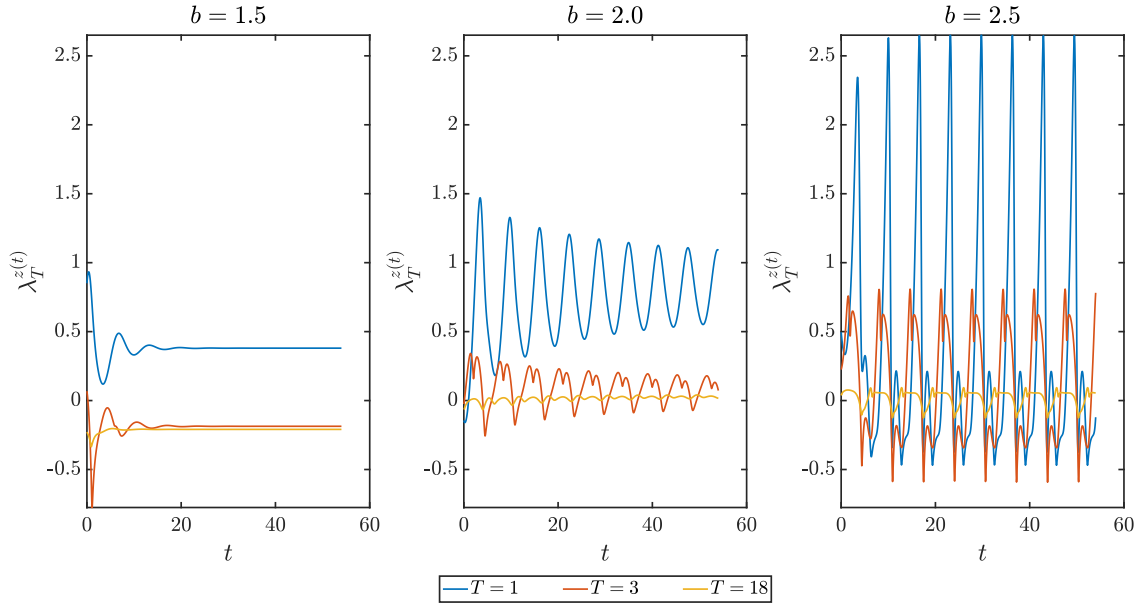 b = 1.5 b = 2.0 b = 2.5
2.5 2.5 2.5
2 2 2
1.5 1.5 1.5
1 1 1
0.5 0.5 0.5
0 0 0
-0.5 -0.5 -0.5
λ_T^{z(t)} λ_T^{z(t)} λ_T^{z(t)}
0 20 40 60 0 20 40 60 0 20 40 60
t t t
T = 1 T = 3 T = 18